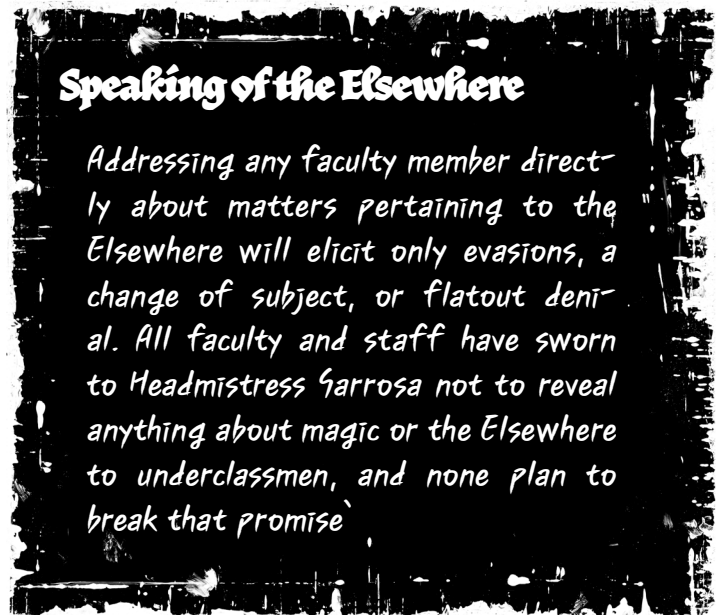 Speaking of the Elsewhere
Addressing any faculty member direct-
ly about matters pertaining to the
Elsewhere will elicit only evasions, a
change of subject, or flatout deni-
al. All faculty and staff have sworn
to Headmistress Garrosa not to reveal
anything about magic or the Elsewhere
to underclassmen, and none plan to
break that promise`